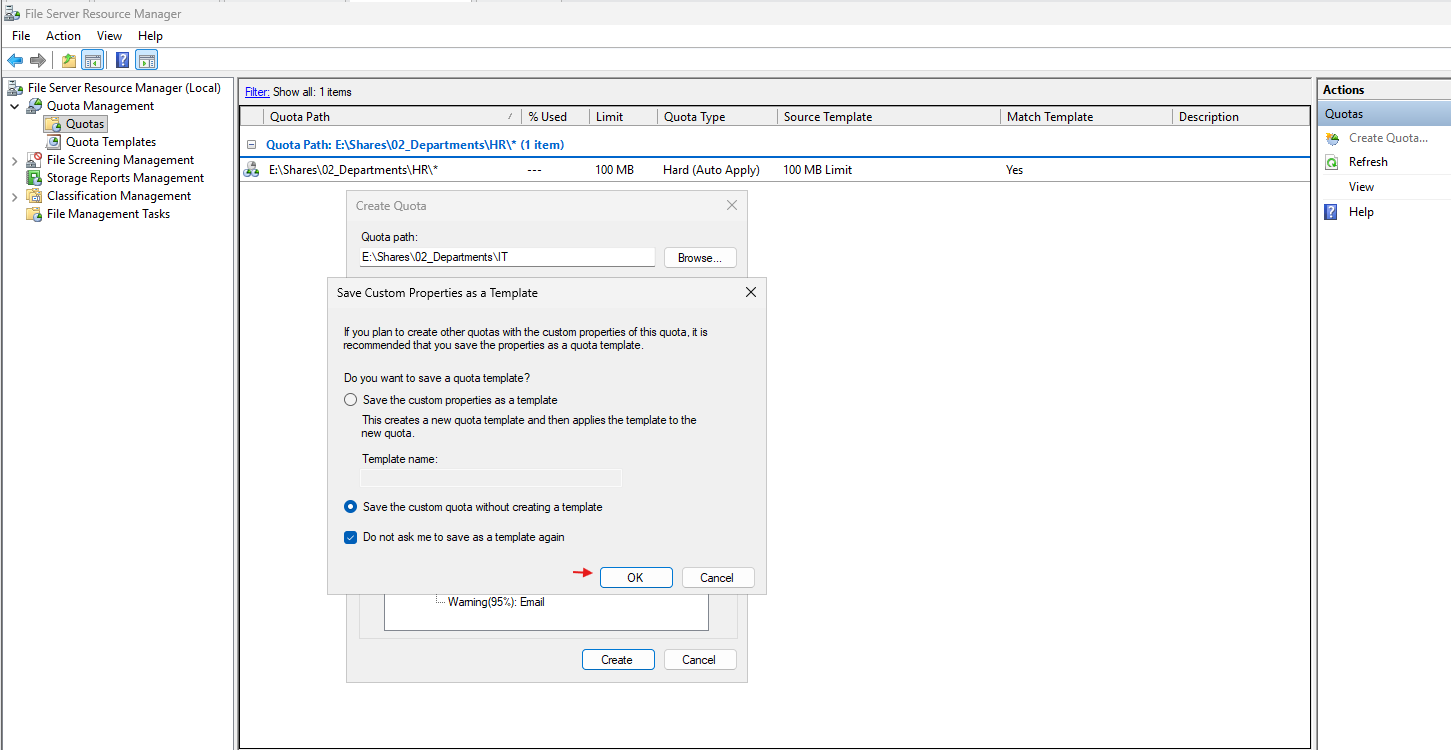 File Server Resource Manager
File Action View Help
File Server Resource Manager (Local)
Quota Management
Quotas
Quota Templates
File Screening Management
Storage Reports Management
Classification Management
File Management Tasks
Filter: Show all: 1 items
Quota Path / % Used Limit Quota Type Source Template Match Template Description
Quota Path: E:\Shares\02_Departments\HR\* (1 item)
E:\Shares\02_Departments\HR\* --- 100 MB Hard (Auto Apply) 100 MB Limit Yes
Create Quota
Quota path:
E:\Shares\02_Departments\IT
Browse...
Save Custom Properties as a Template
If you plan to create other quotas with the custom properties of this quota, it is
recommended that you save the properties as a quota template.
Do you want to save a quota template?
Save the custom properties as a template
This creates a new quota template and then applies the template to the
new quota.
Template name:
Save the custom quota without creating a template
Do not ask me to save as a template again
OK Cancel
Warning(95%): Email
Create Cancel
Actions
Quotas
Create Quota...
Refresh
View
Help